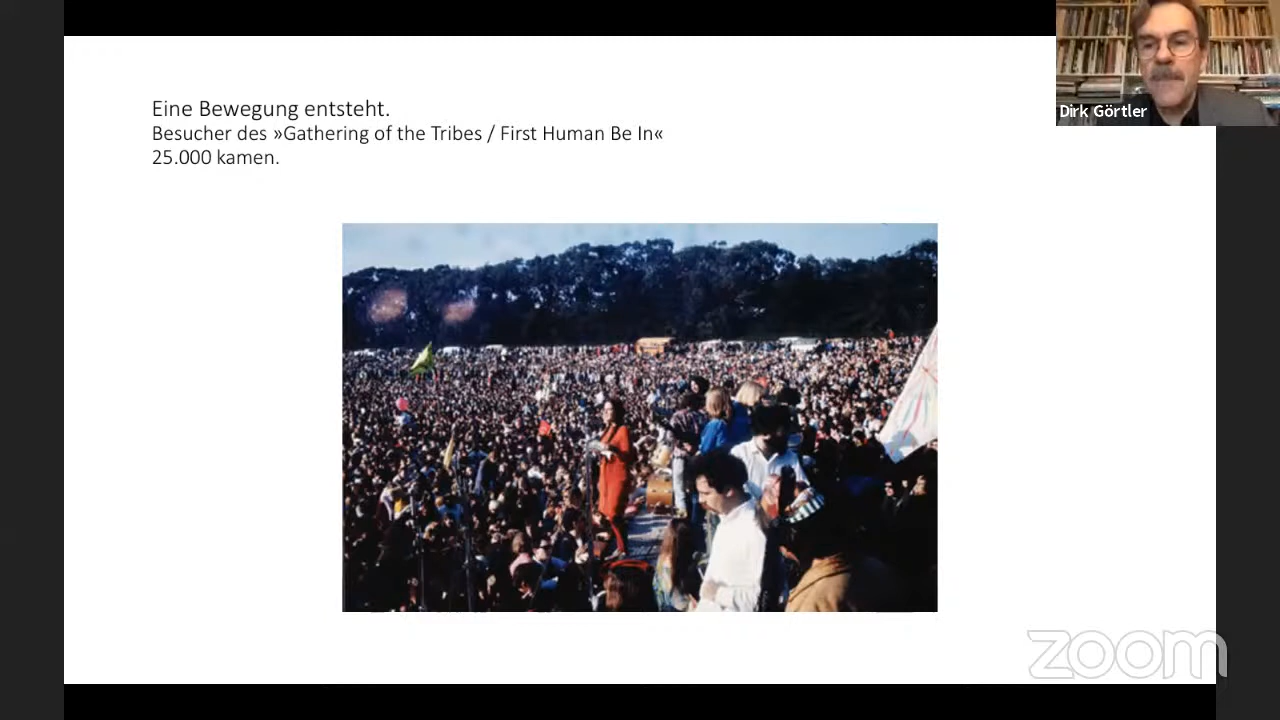 Eine Bewegung entsteht.
Besucher des »Gathering of the Tribes / First Human Be In«
25.000 kamen.
Dirk Görtler
zoom